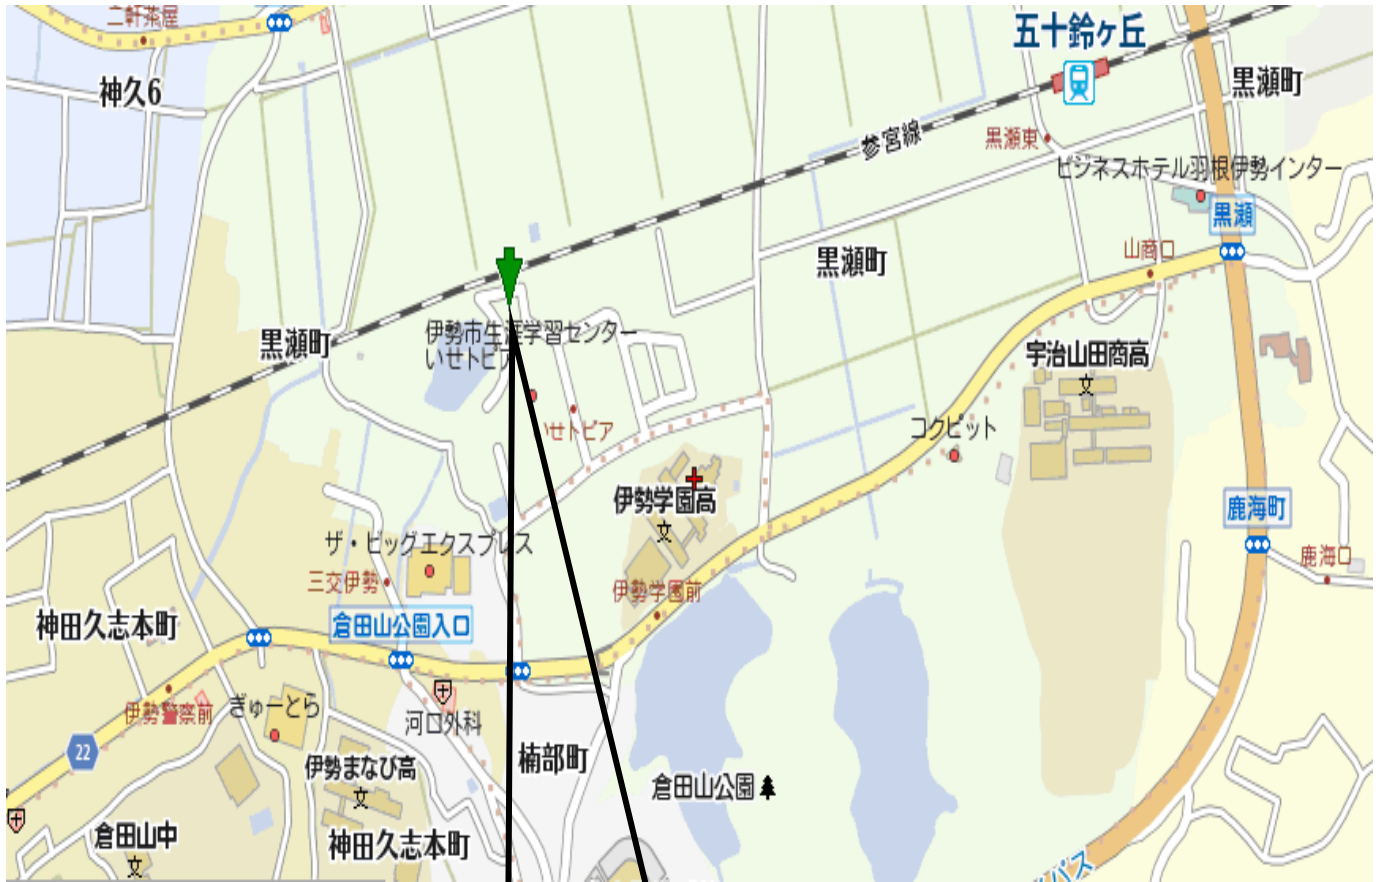 二軒茶屋
五十鈴ヶ丘
神久6
黒瀬町
参宮線
黒瀬東
ビジネスホテル羽根伊勢インター
黒瀬
山商口
黒瀬町
黒瀬町
伊勢市生涯学習センター
いせトピア
宇治山田商高
いせトピア
コクピット
伊勢学園高
鹿海町
ザ・ビッグエクスプレス
鹿海口
三交伊勢
伊勢学園前
神田久志本町
倉田山公園入口
伊勢警察前
ぎゅーとら
河口外科
22
楠部町
伊勢まなび高
倉田山公園
倉田山中
神田久志本町
バス